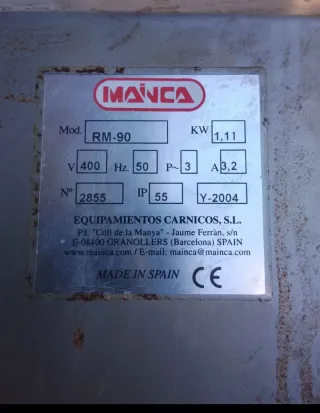 MAINCA
Mod. RM-90 KW 1,11
V 400 Hz. 50 P~ 3 A 3,2
Nº 2855 IP 55 Y-2004
EQUIPAMIENTOS CARNICOS, S.L.
P.I. "Coll de la Manya" - Jaume Ferràn, s/n
E-08400 GRANOLLERS (Barcelona) SPAIN
www.mainca.com / E-mail: mainca@mainca.com
MADE IN SPAIN CE